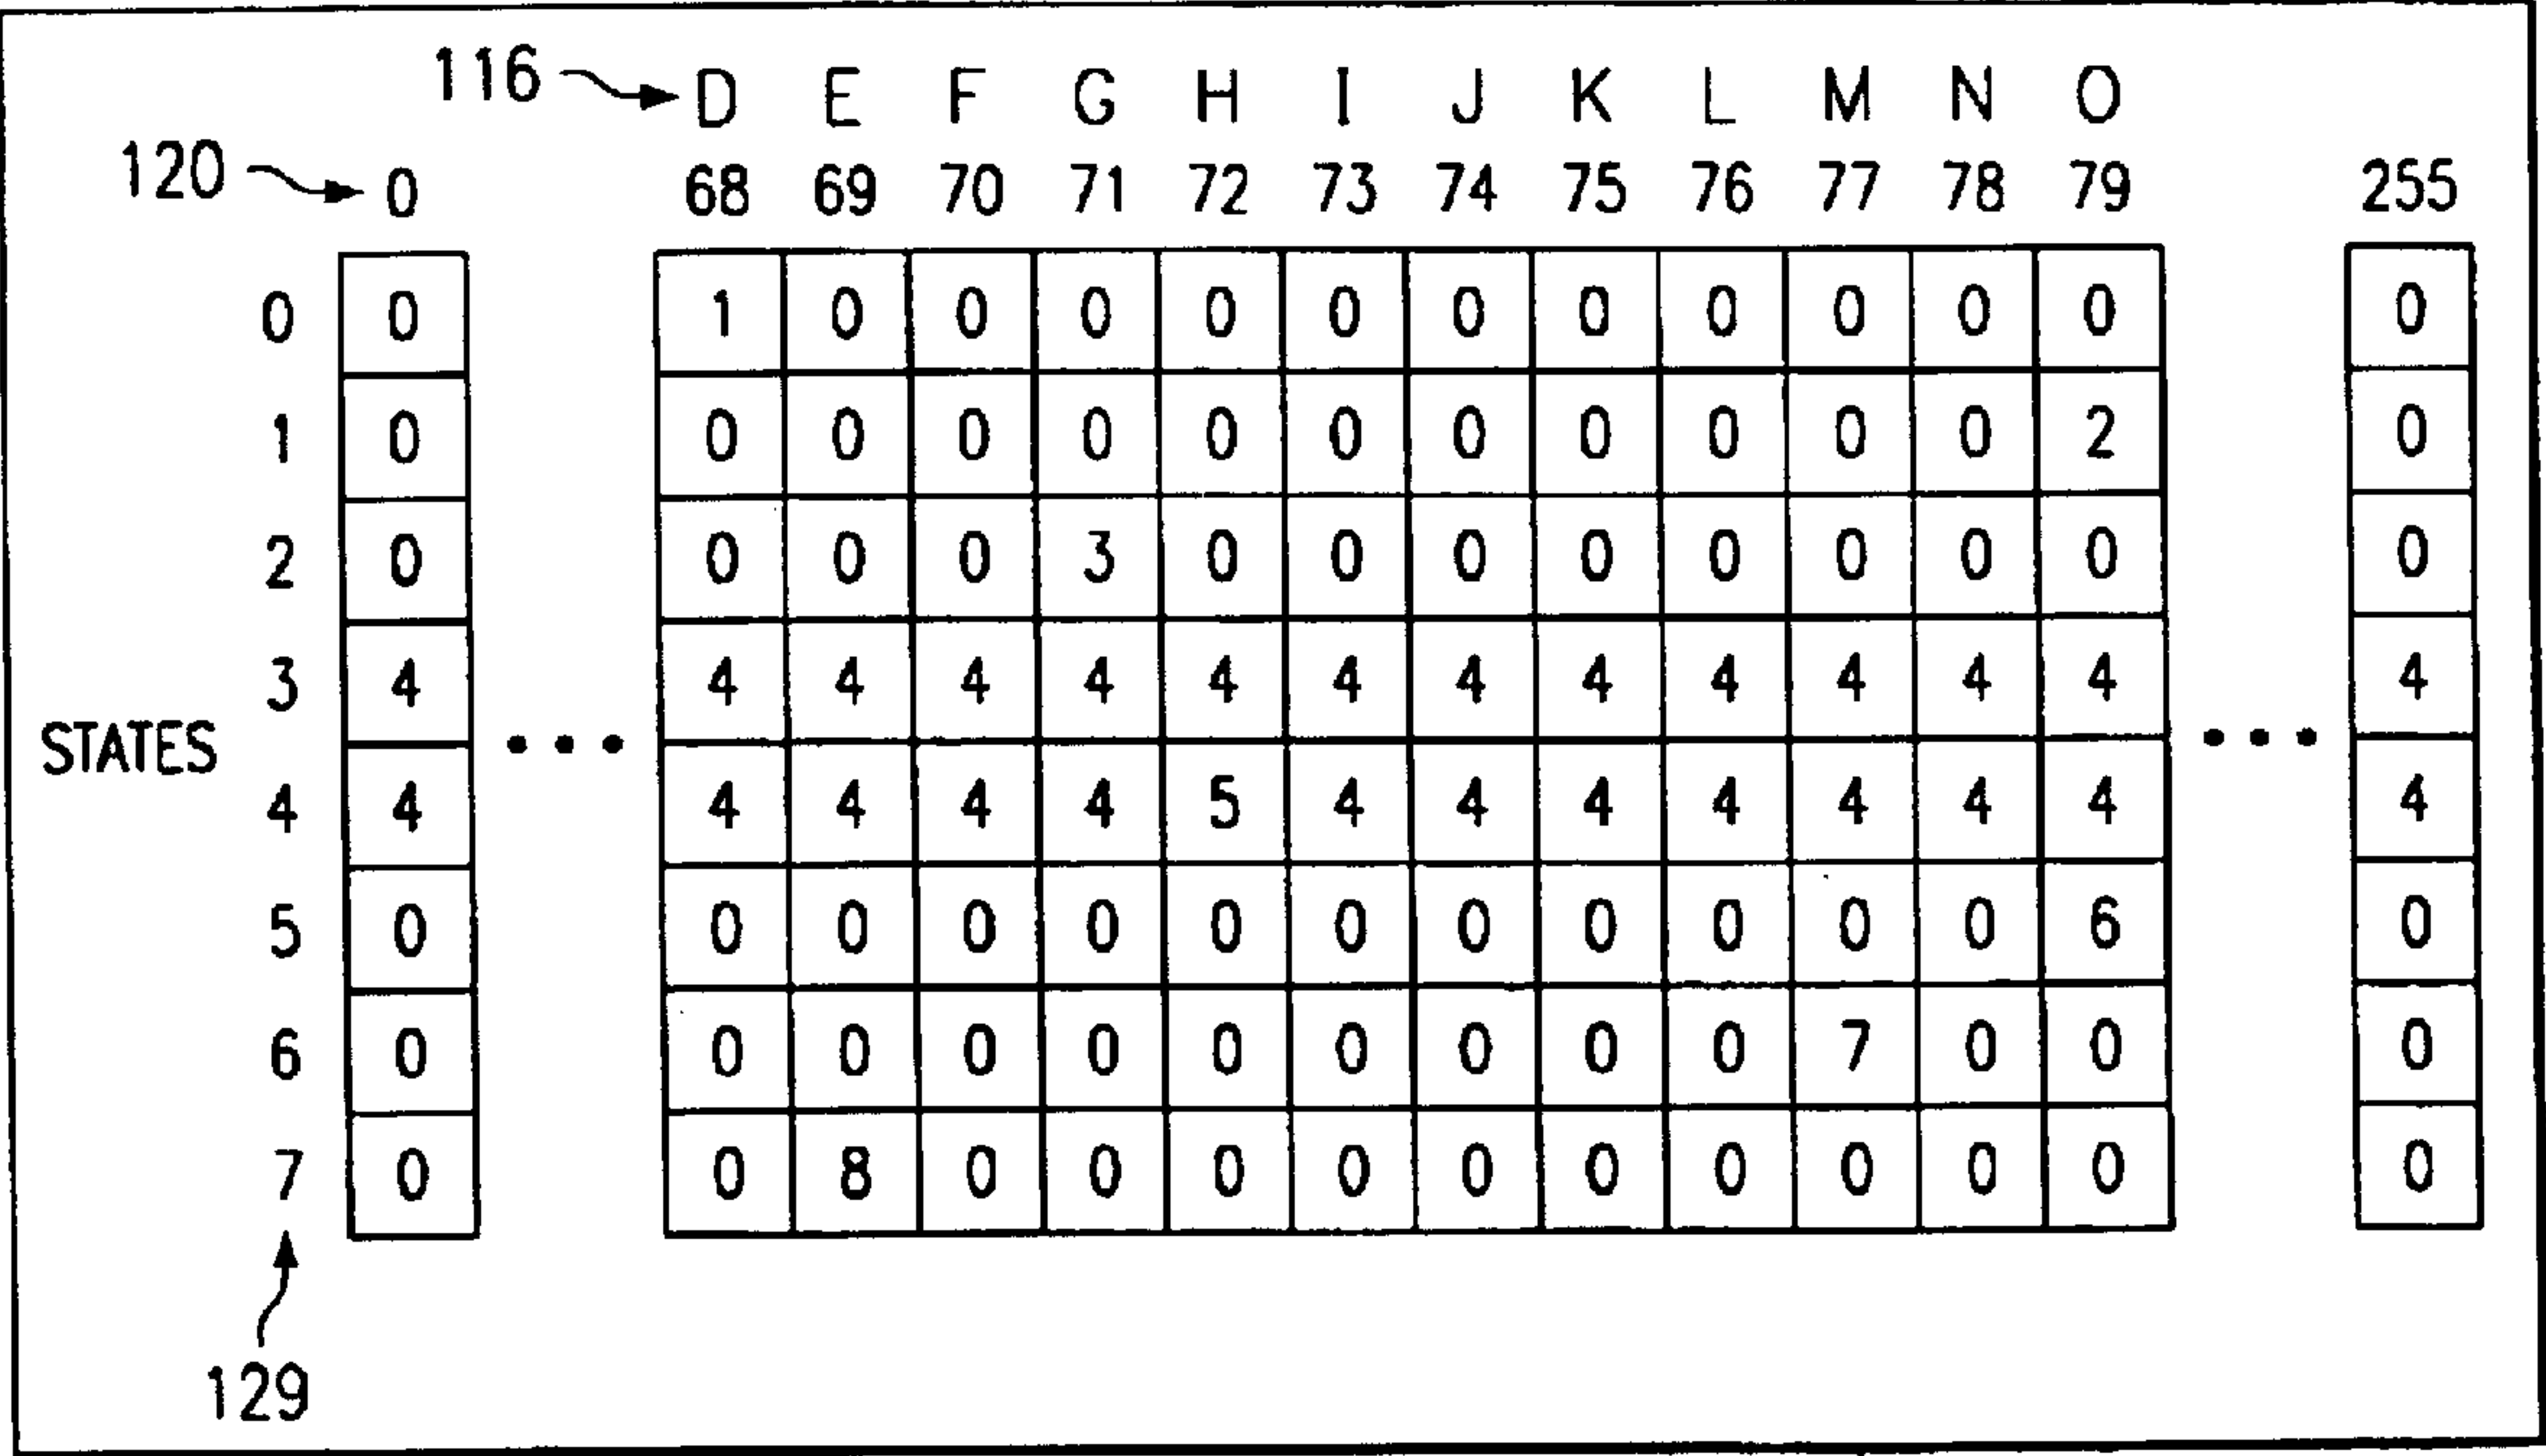 116 D E F G H I J K L M N O
120 0 68 69 70 71 72 73 74 75 76 77 78 79 255
0 0 1 0 0 0 0 0 0 0 0 0 0 0 0
1 0 0 0 0 0 0 0 0 0 0 0 0 2 0
2 0 0 0 0 3 0 0 0 0 0 0 0 0 0
3 4 4 4 4 4 4 4 4 4 4 4 4 4 4
STATES • • • • • •
4 4 4 4 4 4 5 4 4 4 4 4 4 4 4
5 0 0 0 0 0 0 0 0 0 0 0 0 6 0
6 0 0 0 0 0 0 0 0 0 0 7 0 0 0
7 0 0 8 0 0 0 0 0 0 0 0 0 0 0
129